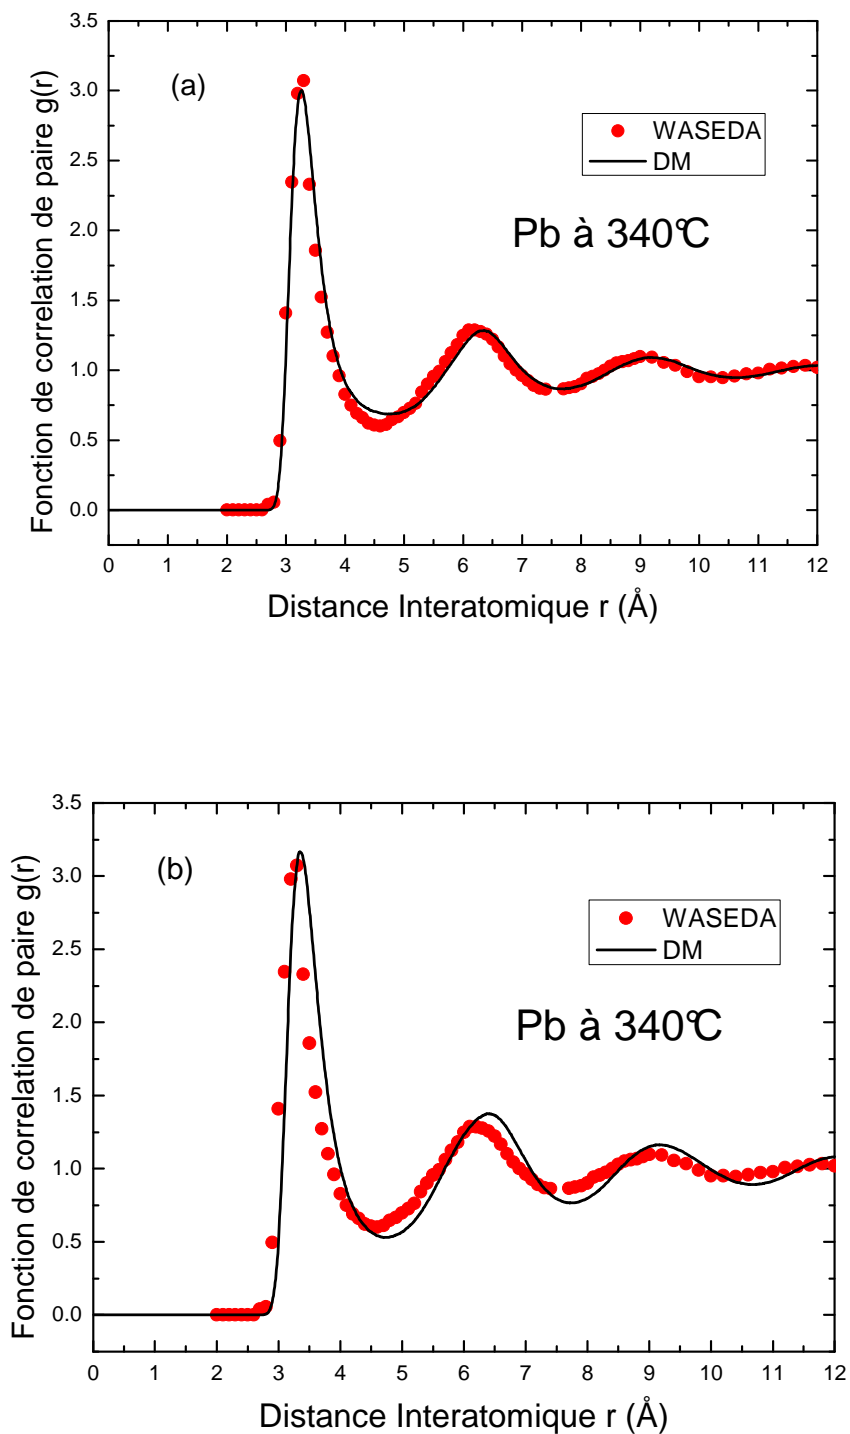 Fonction de correlation de paire g(r)
3.5
3.0
2.5
2.0
1.5
1.0
0.5
0.0
(a)
WASEDA
DM
Pb à 340°C
0 1 2 3 4 5 6 7 8 9 10 11 12
Distance Interatomique r (Å)
Fonction de correlation de paire g(r)
3.5
3.0
2.5
2.0
1.5
1.0
0.5
0.0
(b)
WASEDA
DM
Pb à 340°C
0 1 2 3 4 5 6 7 8 9 10 11 12
Distance Interatomique r (Å)